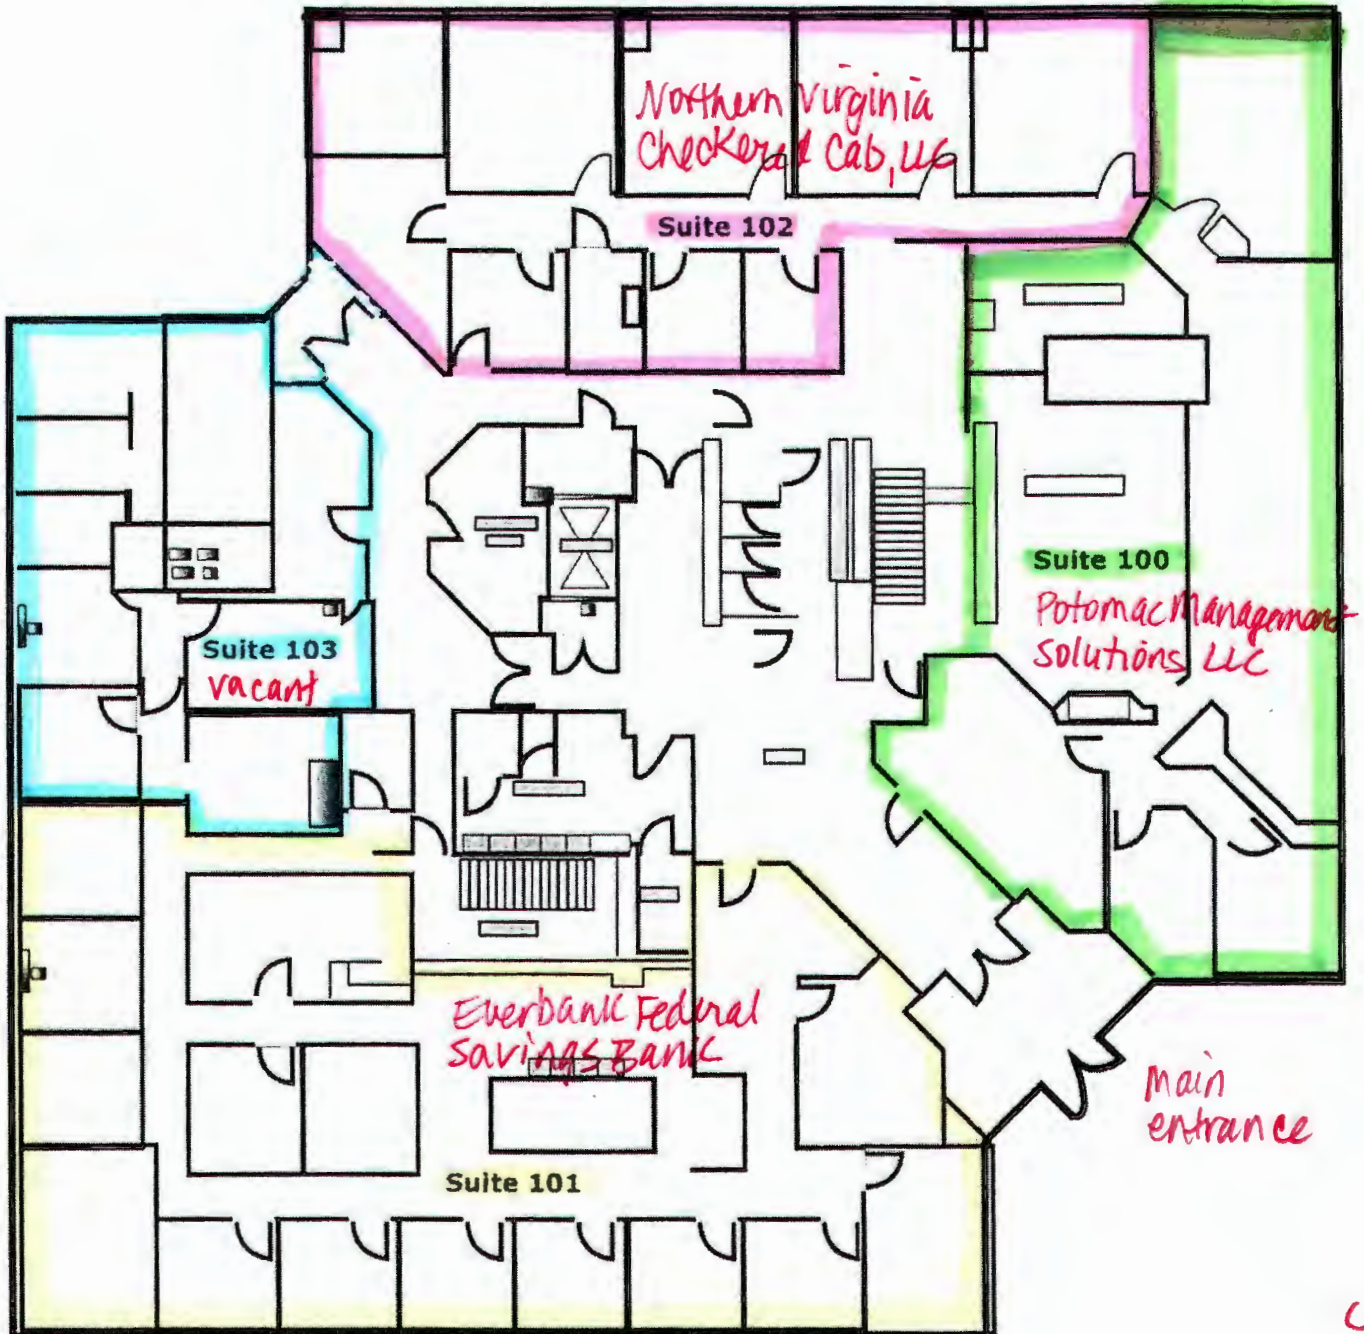 Northern Virginia
Checkered Cab, LLC
Suite 102
Suite 100
Potomac Management
Solutions LLC
Suite 103
vacant
Everbank Federal
Savings Bank
Main
entrance
Suite 101